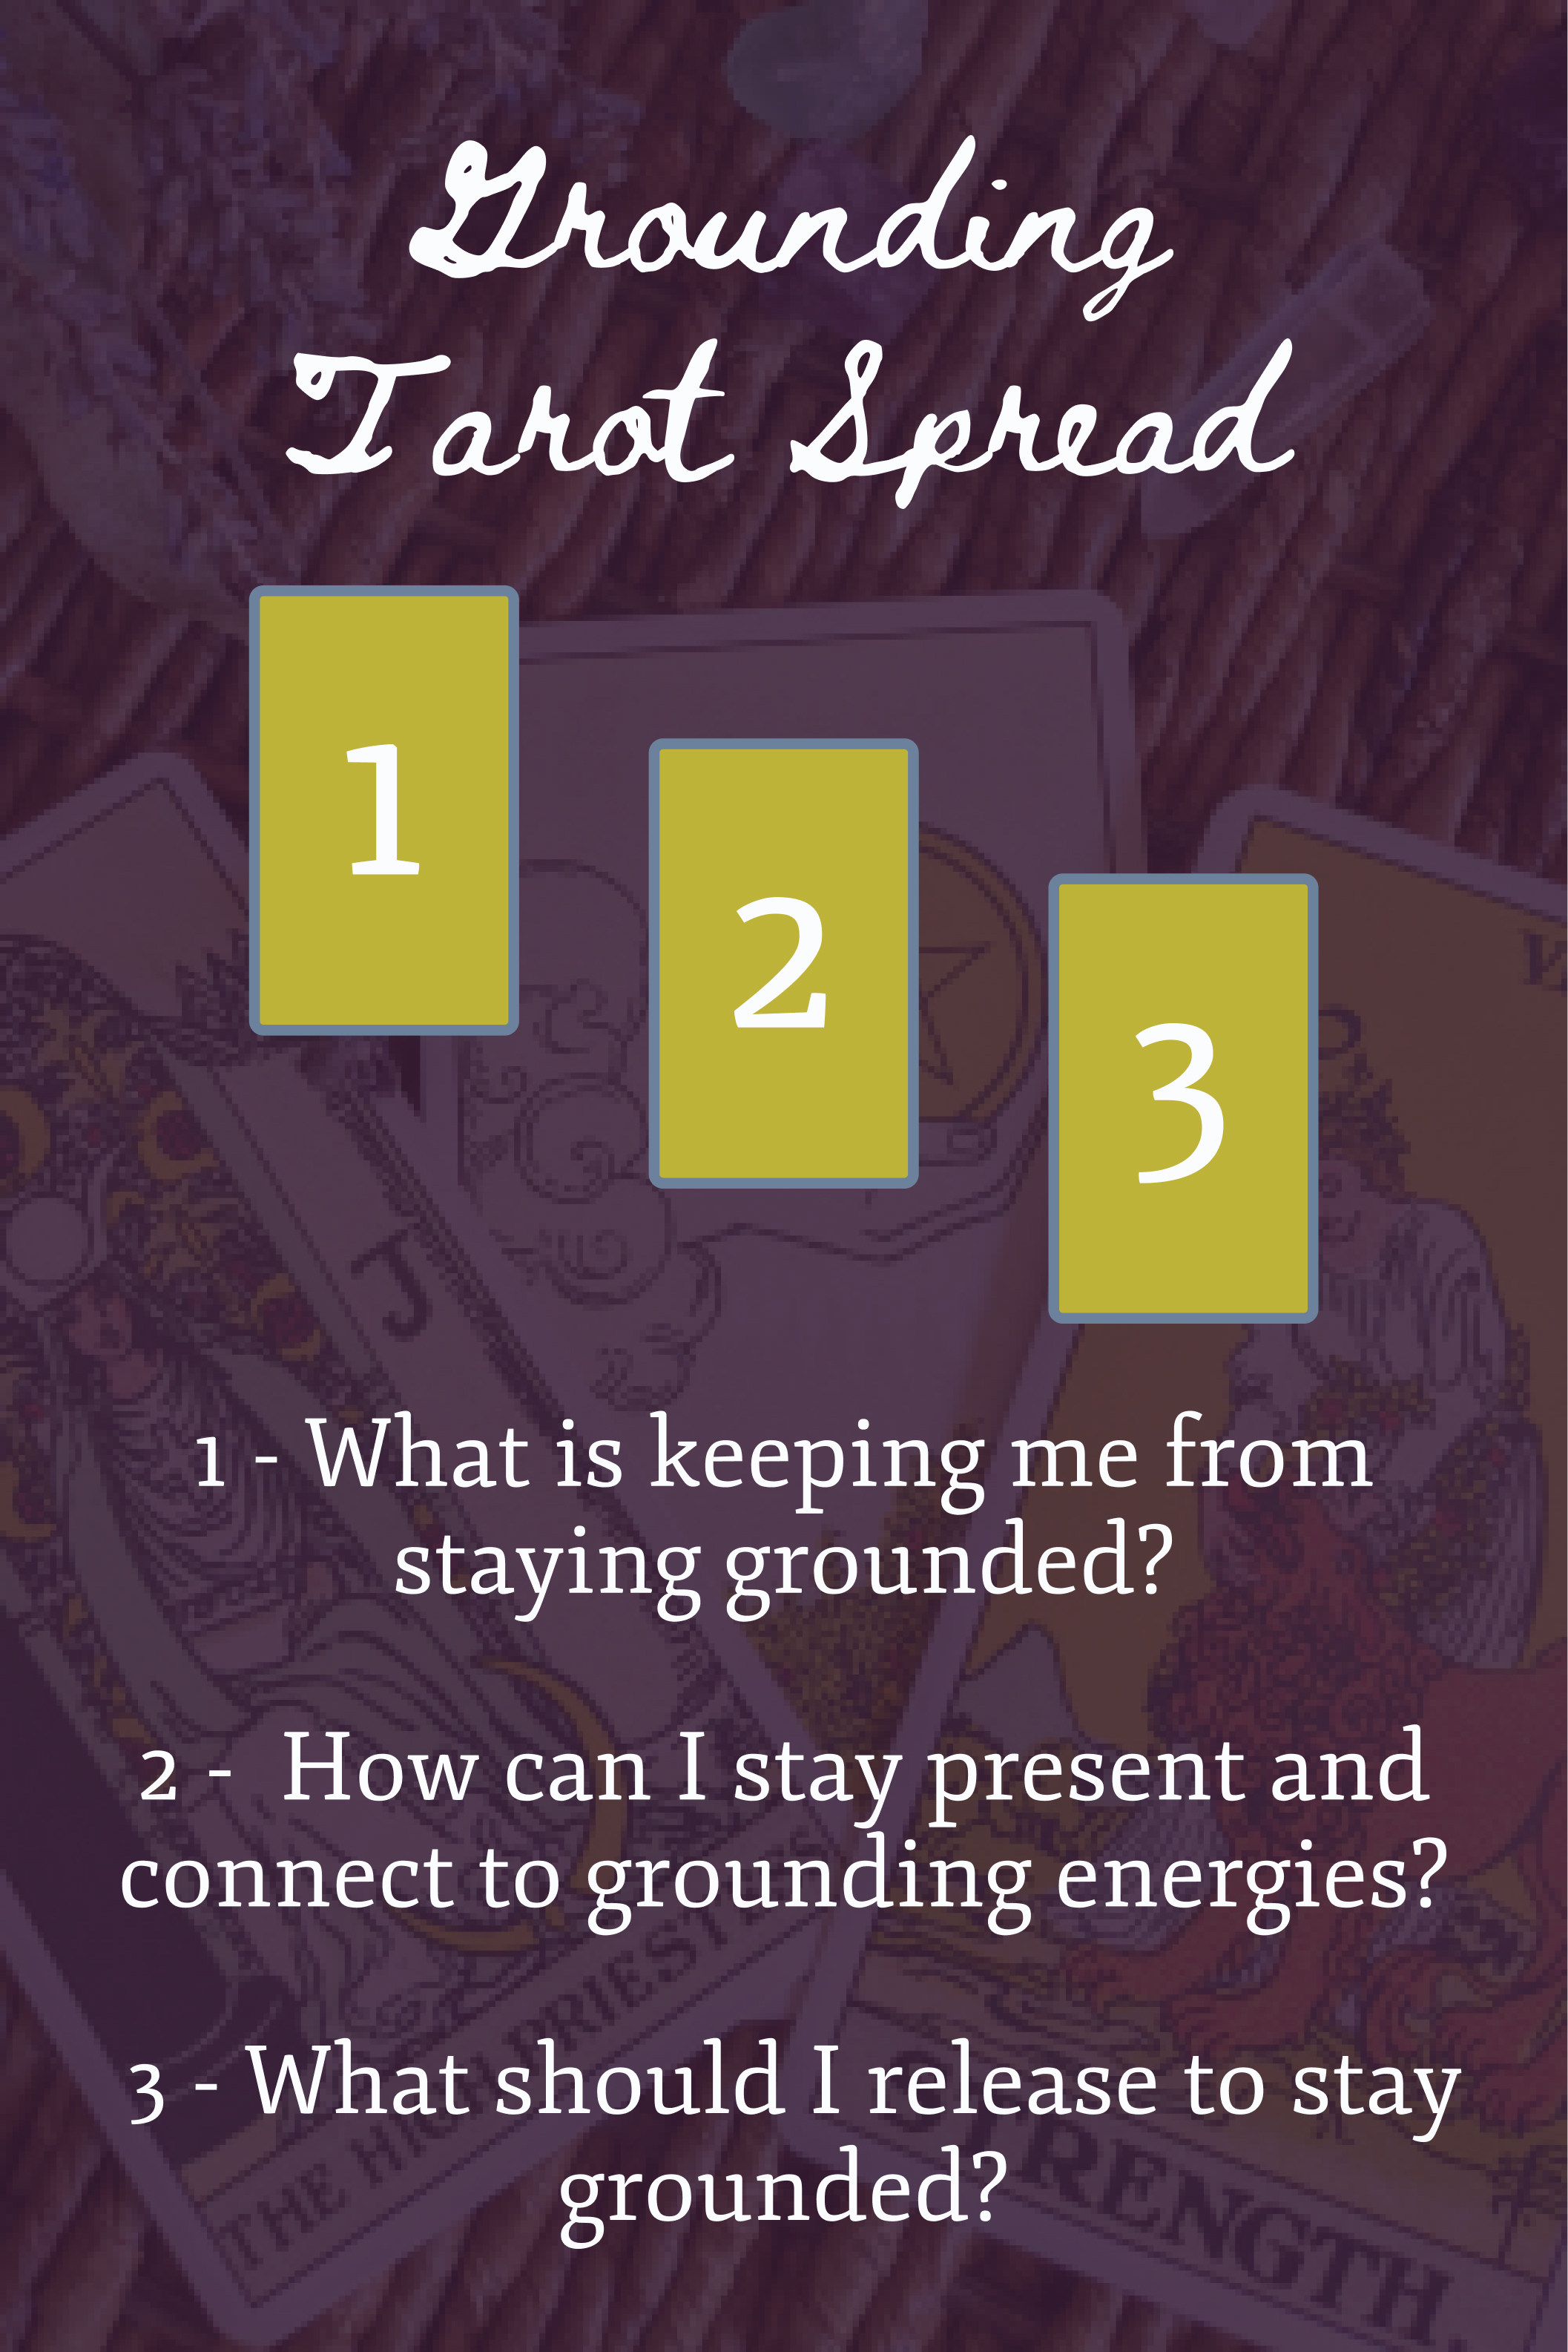 Grounding
Tarot Spread
1
2
3
1 - What is keeping me from
staying grounded?
2 - How can I stay present and
connect to grounding energies?
3 - What should I release to stay
grounded?
J
THE HIGH PRIESTESS
STRENGTH